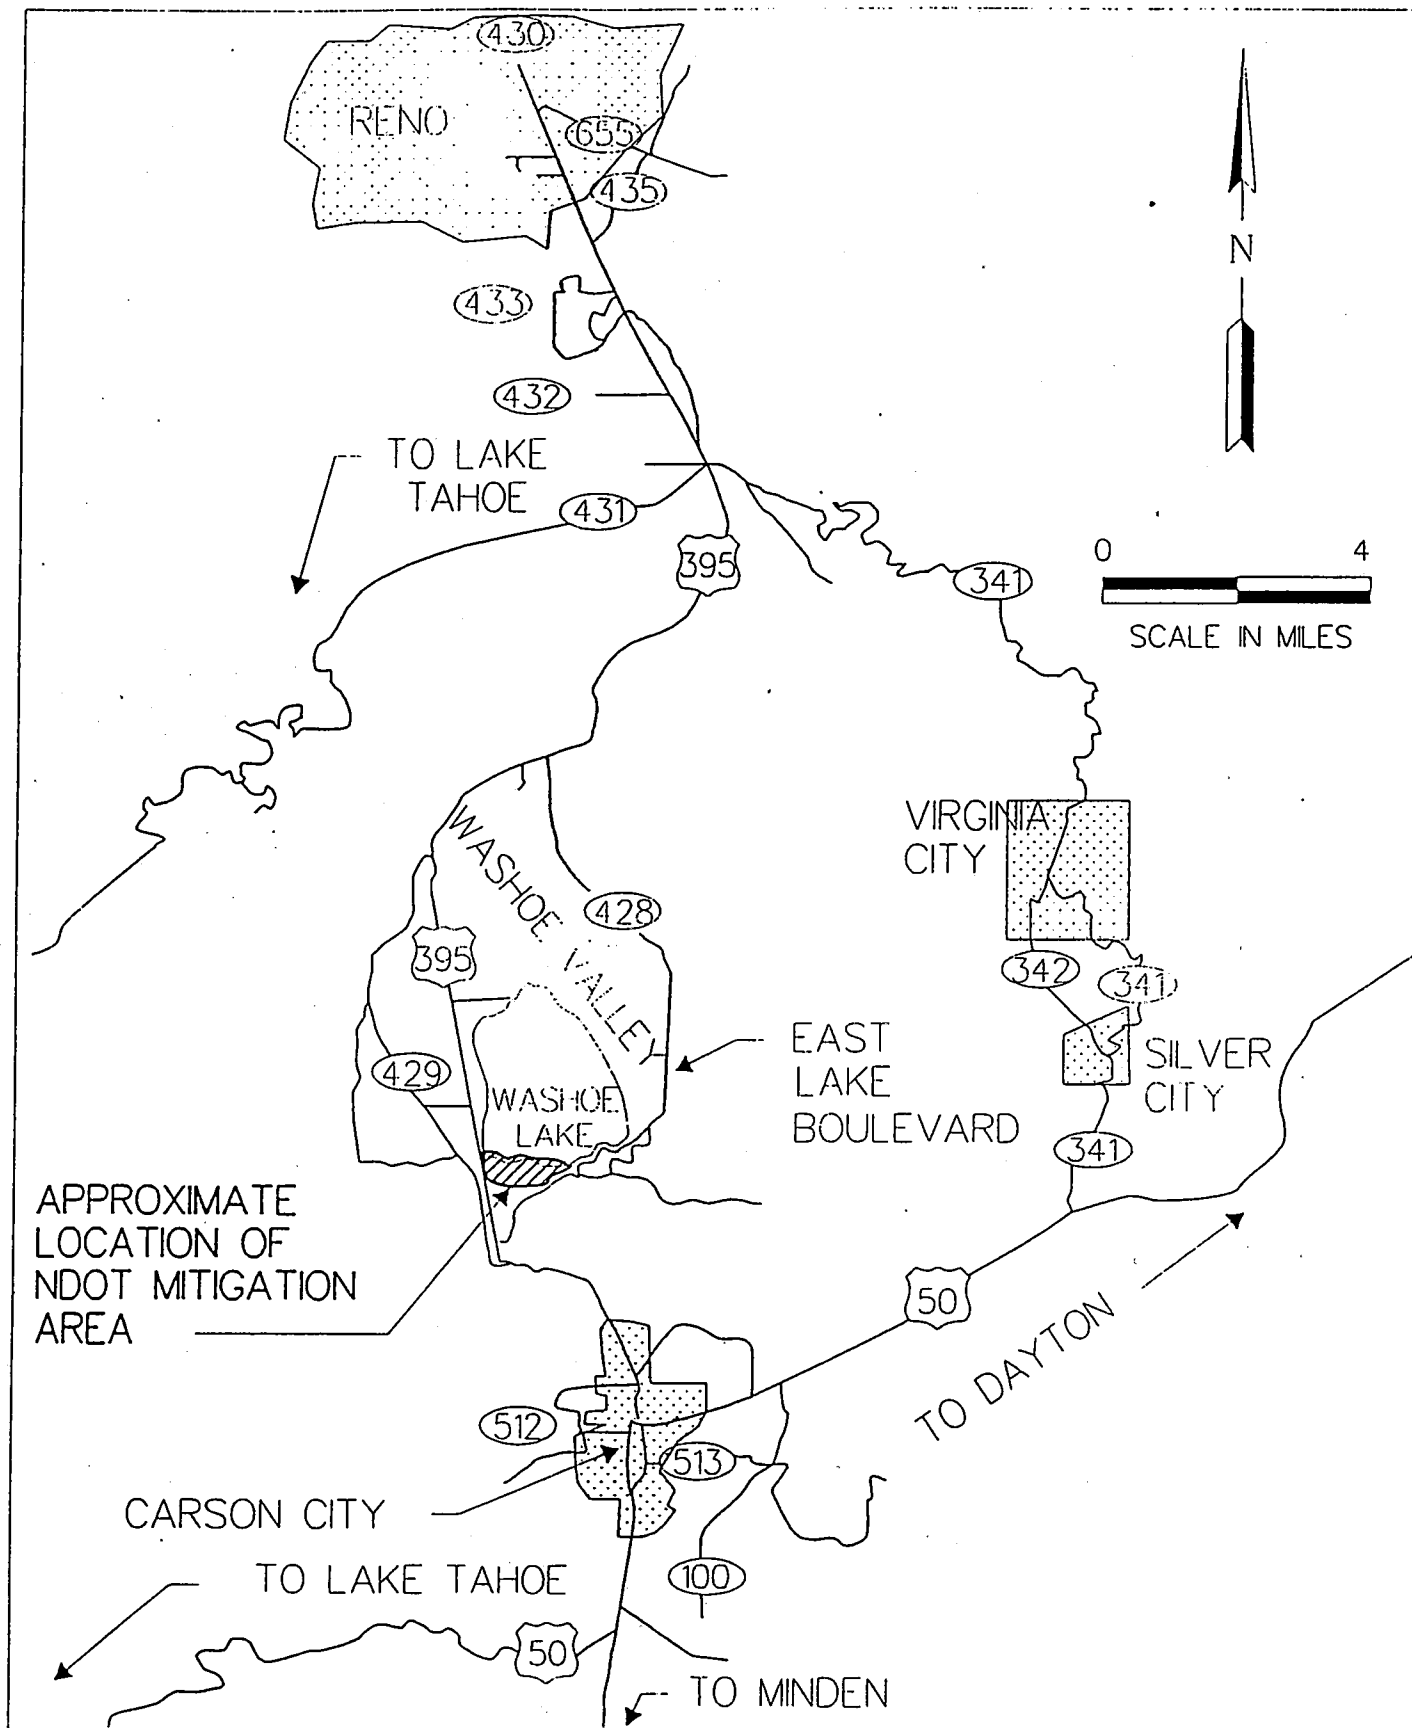 430
RENO
655
435
N
433
432
TO LAKE
TAHOE
431
395
0 4
SCALE IN MILES
341
VIRGINIA
CITY
WASHOE VALLEY
428
395
342
341
EAST
LAKE
BOULEVARD
SILVER
CITY
429
WASHOE
LAKE
341
APPROXIMATE
LOCATION OF
NDOT MITIGATION
AREA
50
TO DAYTON
512
513
CARSON CITY
100
TO LAKE TAHOE
50
TO MINDEN